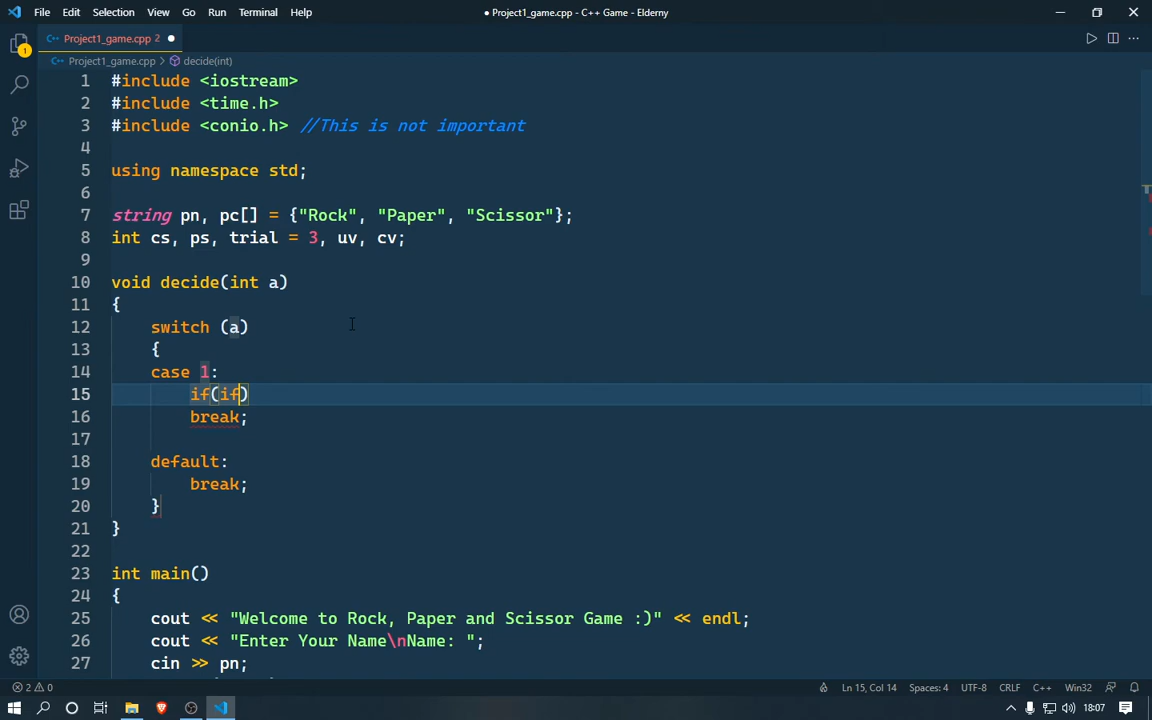 File Edit Selection View Go Run Terminal Help
● Project1_game.cpp - C++ Game - Elderny
Project1_game.cpp 2 ●
Project1_game.cpp > decide(int)
1 #include <iostream>
2 #include <time.h>
3 #include <conio.h> //This is not important
4
5 using namespace std;
6
7 string pn, pc[] = {"Rock", "Paper", "Scissor"};
8 int cs, ps, trial = 3, uv, cv;
9
10 void decide(int a)
11 {
12 switch (a)
13 {
14 case 1:
15 if(if)
16 break;
17
18 default:
19 break;
20 }
21 }
22
23 int main()
24 {
25 cout << "Welcome to Rock, Paper and Scissor Game :)" << endl;
26 cout << "Enter Your Name\nName: ";
27 cin >> pn;
1
2 0 Ln 15, Col 14 Spaces: 4 UTF-8 CRLF C++ Win32
18:07